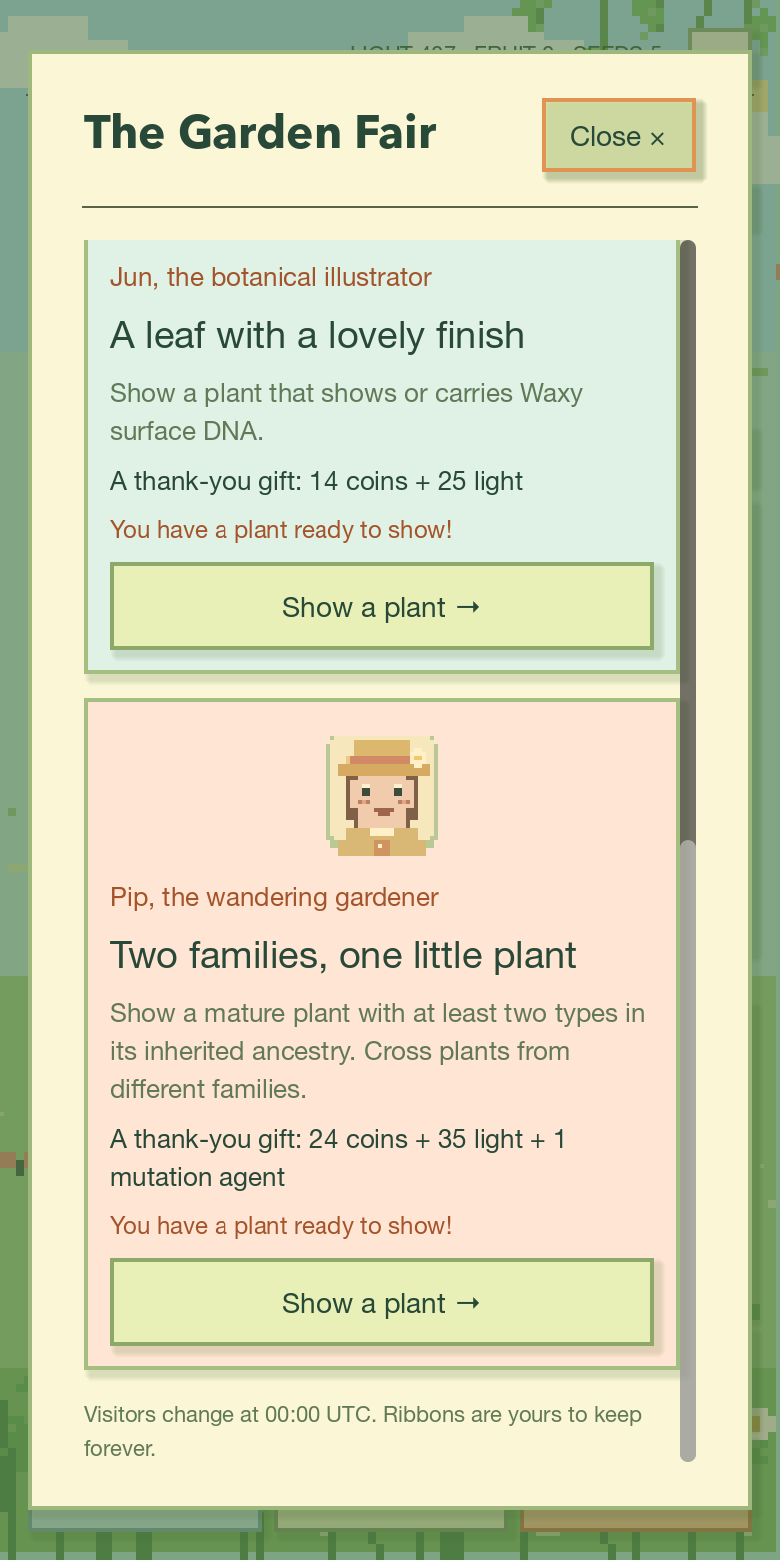 The Garden Fair
Close ×
Jun, the botanical illustrator
A leaf with a lovely finish
Show a plant that shows or carries Waxy
surface DNA.
A thank-you gift: 14 coins + 25 light
You have a plant ready to show!
Show a plant →
Pip, the wandering gardener
Two families, one little plant
Show a mature plant with at least two types in
its inherited ancestry. Cross plants from
different families.
A thank-you gift: 24 coins + 35 light + 1
mutation agent
You have a plant ready to show!
Show a plant →
Visitors change at 00:00 UTC. Ribbons are yours to keep
forever.